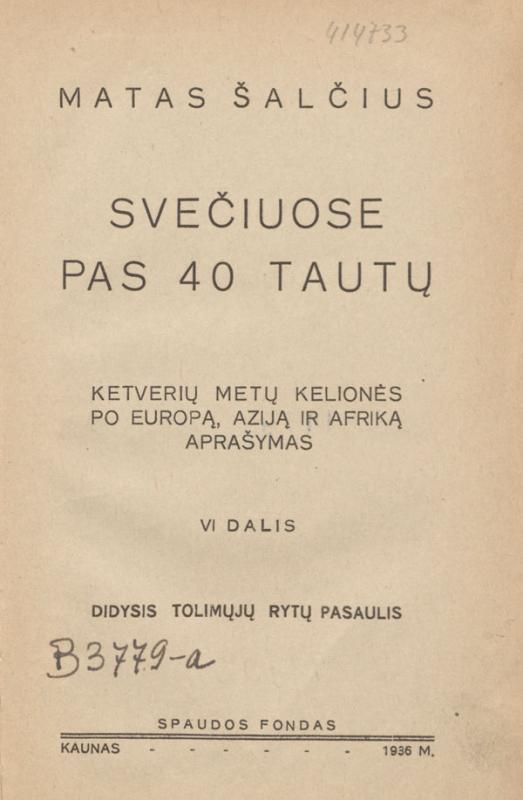 414733
MATAS ŠALČIUS
SVEČIUOSE
PAS 40 TAUTŲ
KETVERIŲ METŲ KELIONĖS
PO EUROPĄ, AZIJĄ IR AFRIKĄ
APRAŠYMAS
VI DALIS
DIDYSIS TOLIMŲJŲ RYTŲ PASAULIS
B3779-a
SPAUDOS FONDAS
KAUNAS - - - - - - 1936 M.